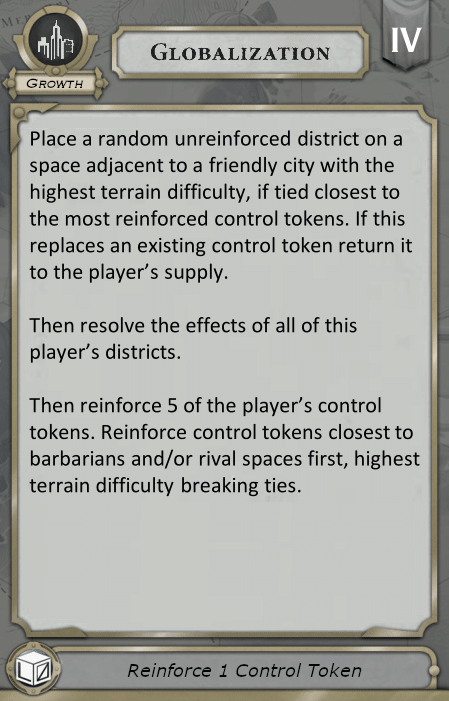 GLOBALIZATION
IV
GROWTH
Place a random unreinforced district on a
space adjacent to a friendly city with the
highest terrain difficulty, if tied closest to
the most reinforced control tokens. If this
replaces an existing control token return it
to the player's supply.
Then resolve the effects of all of this
player's districts.
Then reinforce 5 of the player's control
tokens. Reinforce control tokens closest to
barbarians and/or rival spaces first, highest
terrain difficulty breaking ties.
Reinforce 1 Control Token